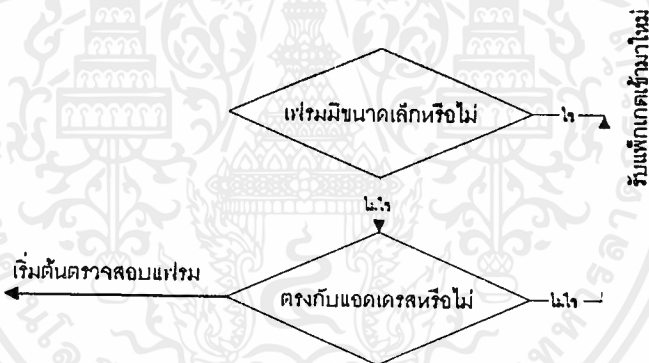 เฟรมมีขนาดเล็กหรือไม่
ใช่
รับแพ็กเกตเข้ามาใหม่
ไม่ใช่
เริ่มต้นตรวจสอบเฟรม
ตรงกับแอดเดรสหรือไม่
ไม่ใช่